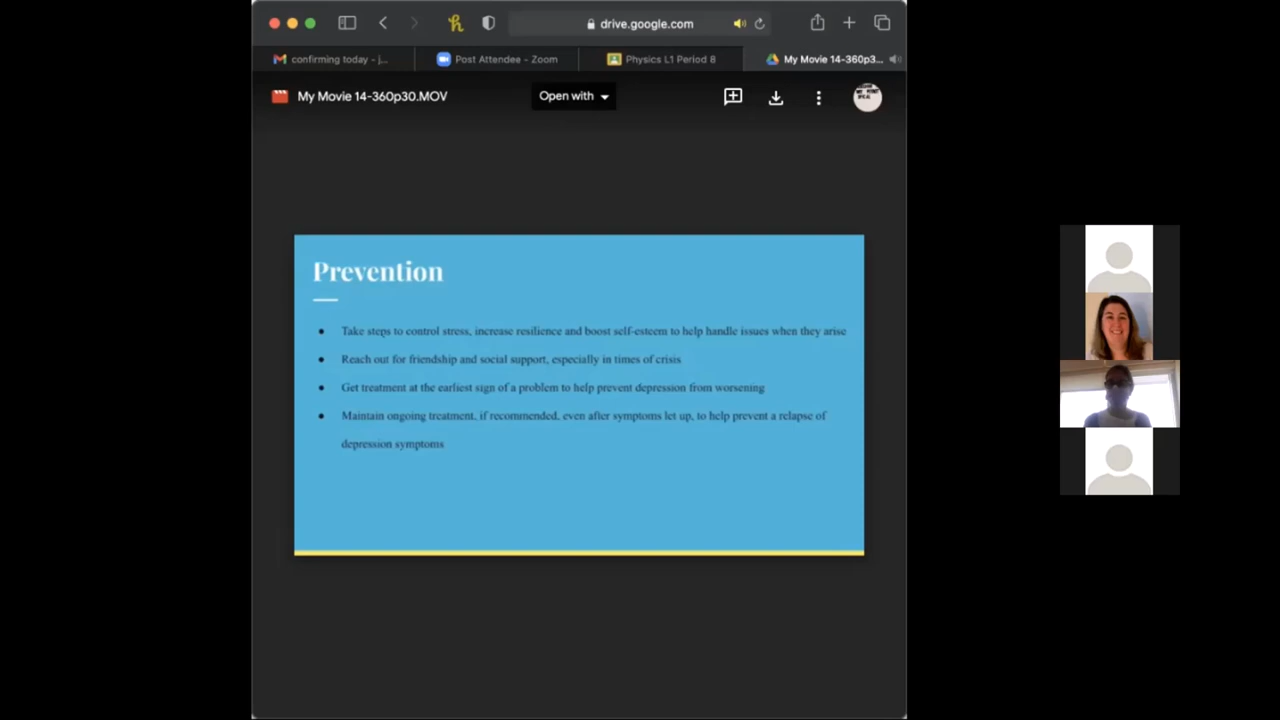 drive.google.com
confirming today - j...
Post Attendee - Zoom
Physics L1 Period 8
My Movie 14-360p3...
My Movie 14-360p30.MOV
Open with
Prevention
● Take steps to control stress, increase resilience and boost self-esteem to help handle issues when they arise
● Reach out for friendship and social support, especially in times of crisis
● Get treatment at the earliest sign of a problem to help prevent depression from worsening
● Maintain ongoing treatment, if recommended, even after symptoms let up, to help prevent a relapse of
depression symptoms